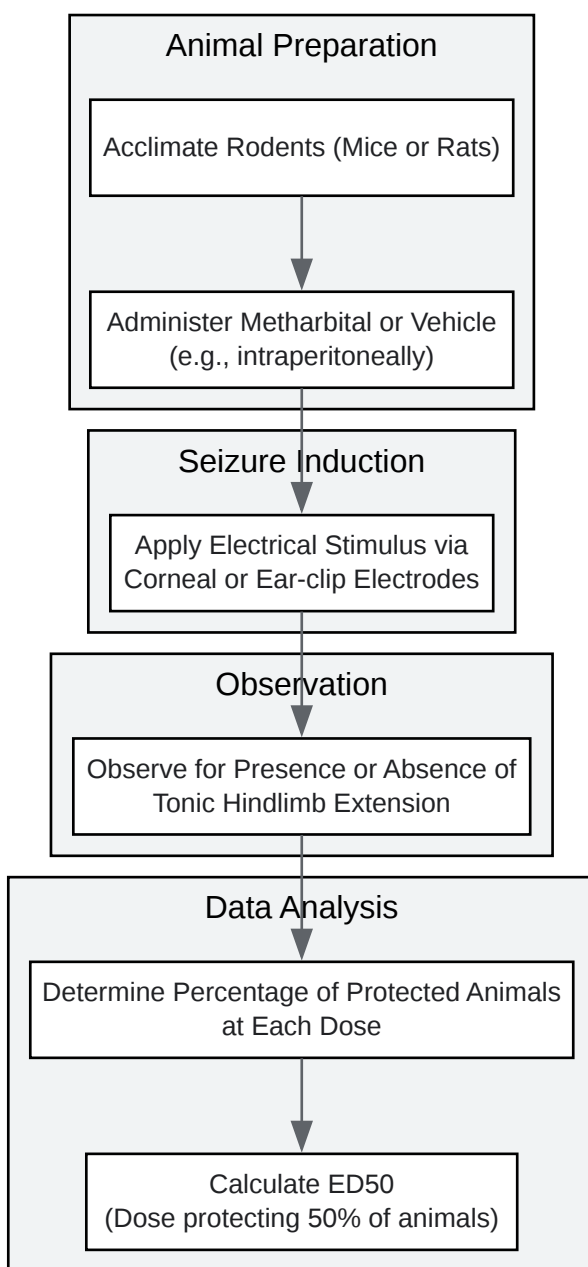 Animal Preparation
Acclimate Rodents (Mice or Rats)
Administer Metharbital or Vehicle
(e.g., intraperitoneally)
Seizure Induction
Apply Electrical Stimulus via
Corneal or Ear-clip Electrodes
Observation
Observe for Presence or Absence of
Tonic Hindlimb Extension
Data Analysis
Determine Percentage of Protected Animals
at Each Dose
Calculate ED50
(Dose protecting 50% of animals)